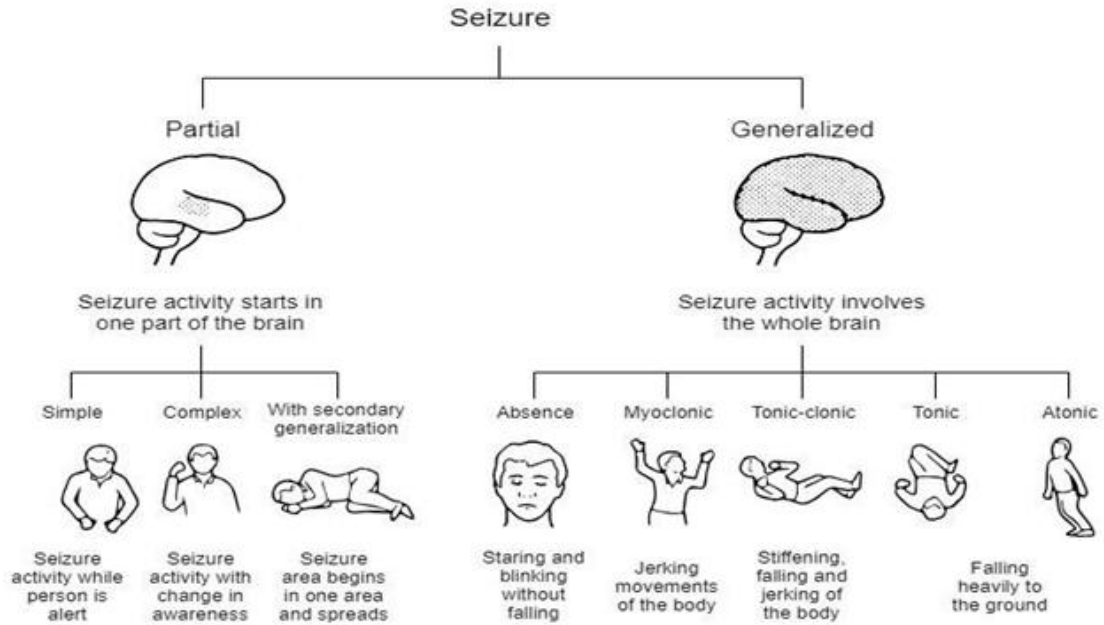 Seizure
Partial
Generalized
Seizure activity starts in
one part of the brain
Seizure activity involves
the whole brain
Simple
Complex
With secondary
generalization
Absence
Myoclonic
Tonic-clonic
Tonic
Atonic
Seizure
activity while
person is
alert
Seizure
activity with
change in
awareness
Seizure
area begins
in one area
and spreads
Staring and
blinking
without
falling
Jerking
movements
of the body
Stiffening,
falling and
jerking of
the body
Falling
heavily to
the ground